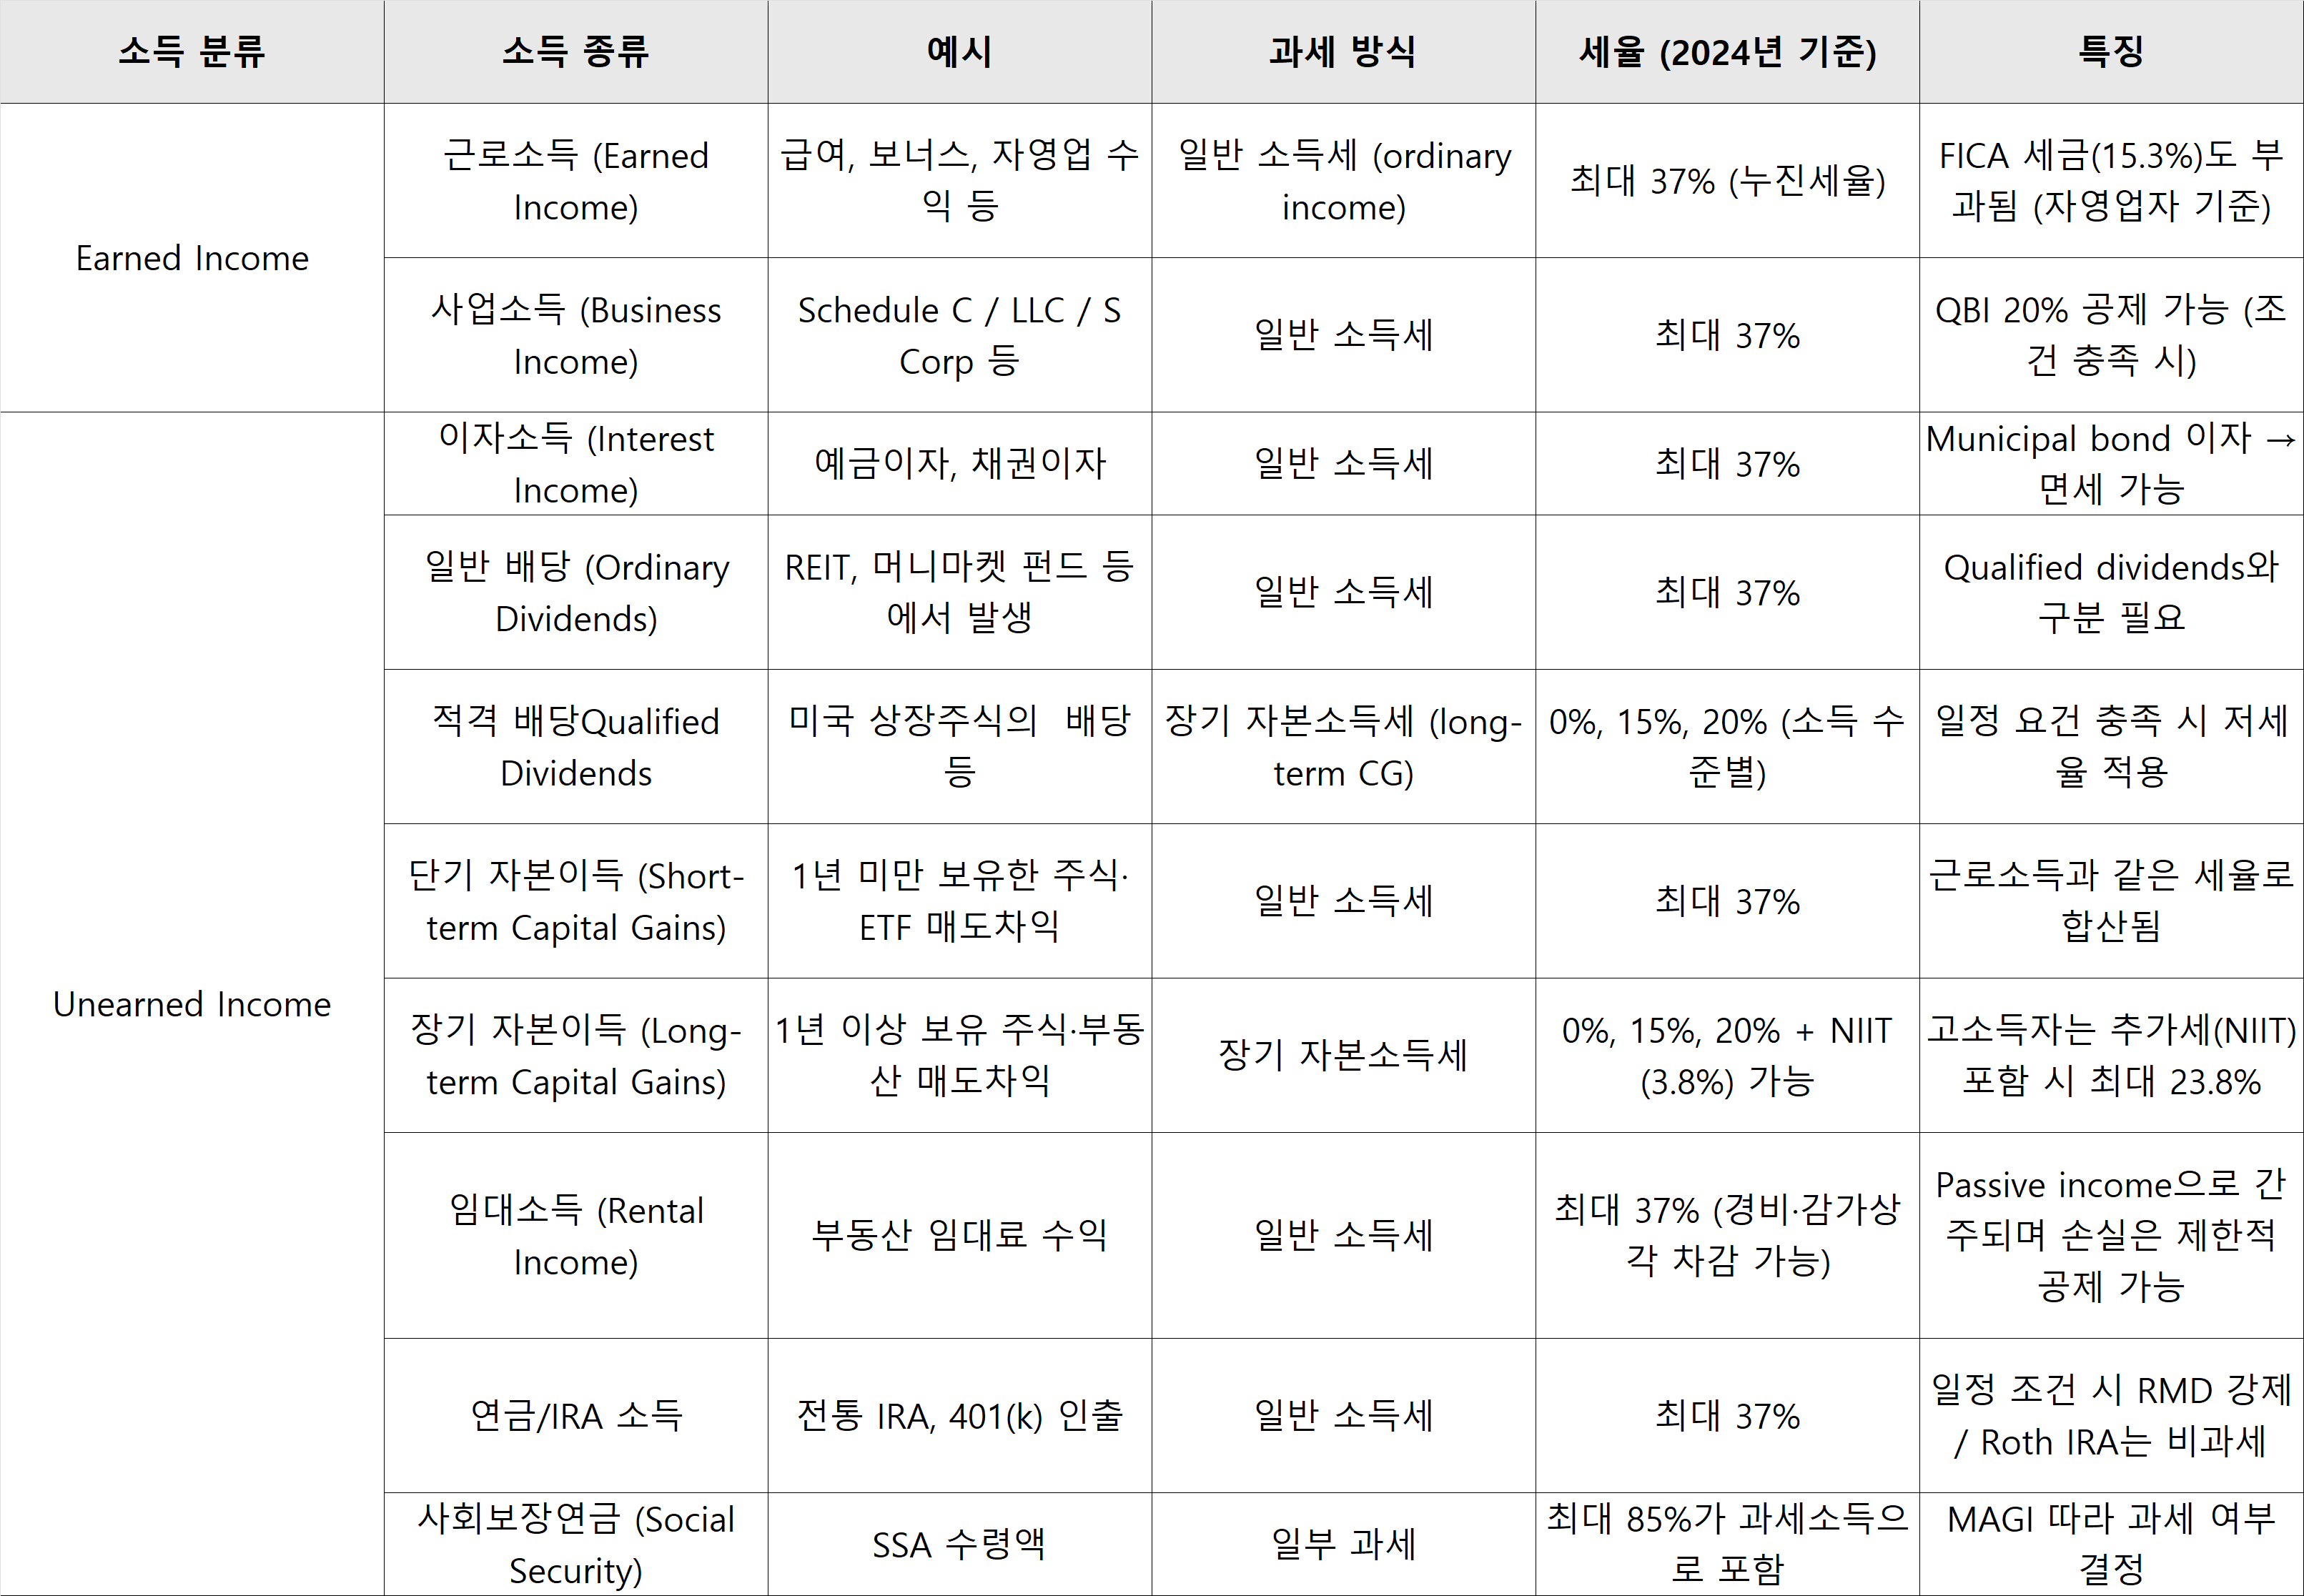 소득 분류
소득 종류
예시
과세 방식
세율 (2024년 기준)
특징
Earned Income
근로소득 (Earned
Income)
급여, 보너스, 자영업 수
익 등
일반 소득세 (ordinary
income)
최대 37% (누진세율)
FICA 세금(15.3%)도 부
과됨 (자영업자 기준)
사업소득 (Business
Income)
Schedule C / LLC / S
Corp 등
일반 소득세
최대 37%
QBI 20% 공제 가능 (조
건 충족 시)
Unearned Income
이자소득 (Interest
Income)
예금이자, 채권이자
일반 소득세
최대 37%
Municipal bond 이자 →
면세 가능
일반 배당 (Ordinary
Dividends)
REIT, 머니마켓 펀드 등
에서 발생
일반 소득세
최대 37%
Qualified dividends와
구분 필요
적격 배당Qualified
Dividends
미국 상장주식의  배당
등
장기 자본소득세 (long-
term CG)
0%, 15%, 20% (소득 수
준별)
일정 요건 충족 시 저세
율 적용
단기 자본이득 (Short-
term Capital Gains)
1년 미만 보유한 주식·
ETF 매도차익
일반 소득세
최대 37%
근로소득과 같은 세율로
합산됨
장기 자본이득 (Long-
term Capital Gains)
1년 이상 보유 주식·부동
산 매도차익
장기 자본소득세
0%, 15%, 20% + NIIT
(3.8%) 가능
고소득자는 추가세(NIIT)
포함 시 최대 23.8%
임대소득 (Rental
Income)
부동산 임대료 수익
일반 소득세
최대 37% (경비·감가상
각 차감 가능)
Passive income으로 간
주되며 손실은 제한적
공제 가능
연금/IRA 소득
전통 IRA, 401(k) 인출
일반 소득세
최대 37%
일정 조건 시 RMD 강제
/ Roth IRA는 비과세
사회보장연금 (Social
Security)
SSA 수령액
일부 과세
최대 85%가 과세소득으
로 포함
MAGI 따라 과세 여부
결정